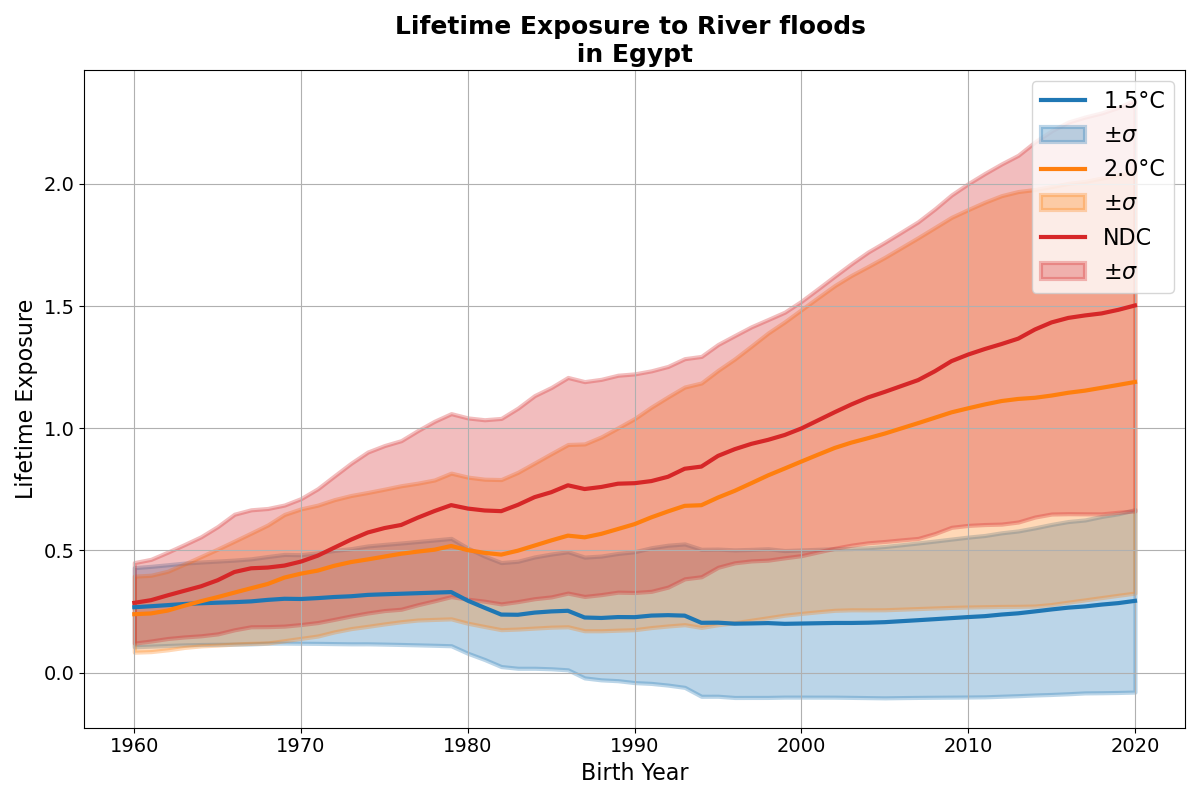 Lifetime Exposure to River floods
in Egypt
Lifetime Exposure
2.0
1.5
1.0
0.5
0.0
1960
1970
1980
1990
2000
2010
2020
Birth Year
1.5°C
±σ
2.0°C
±σ
NDC
±σ